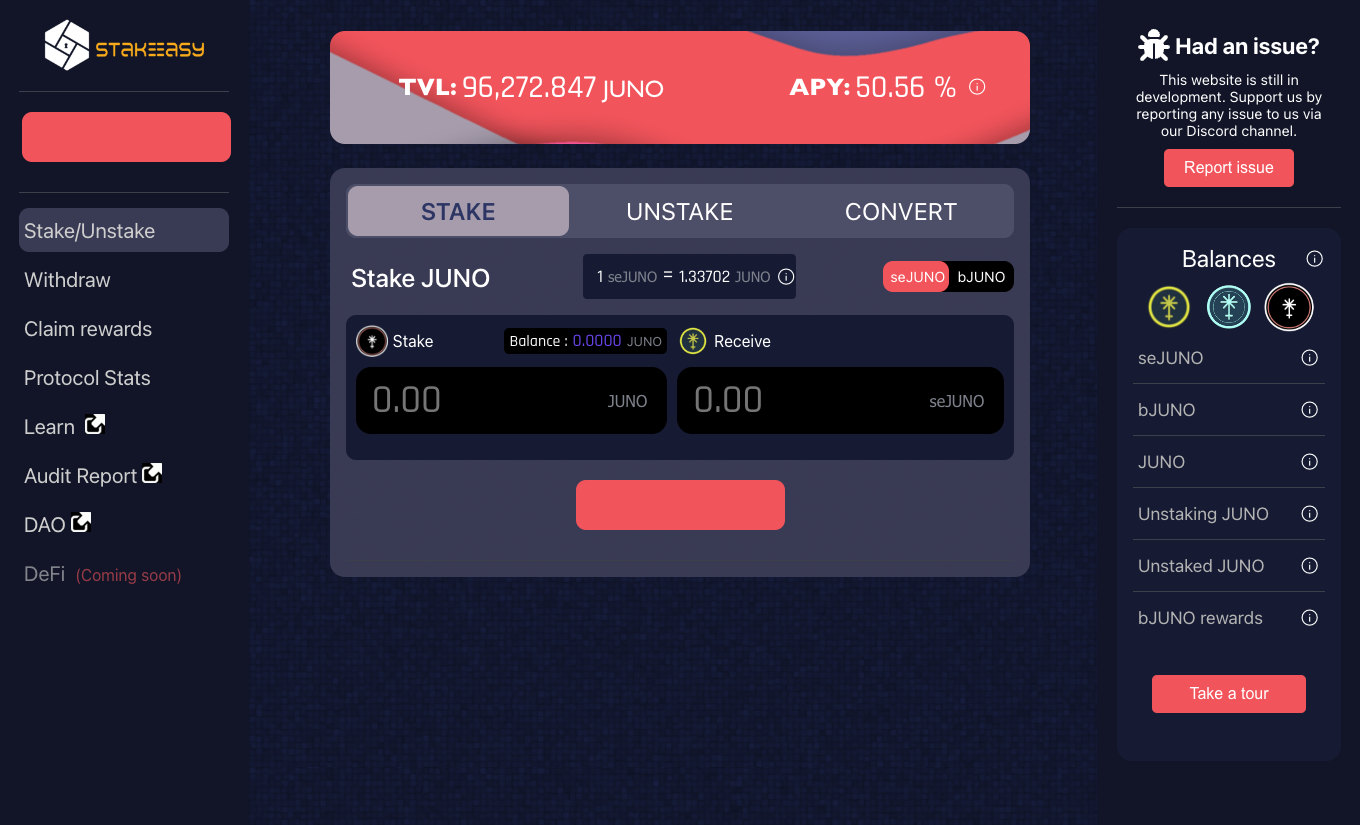 STAKEEASY
Stake/Unstake
Withdraw
Claim rewards
Protocol Stats
Learn
Audit Report
DAO
DeFi (Coming soon)
TVL: 96,272.847 JUNO
APY: 50.56 %
STAKE
UNSTAKE
CONVERT
Stake JUNO
1 seJUNO = 1.33702 JUNO
seJUNO
bJUNO
Stake
Balance : 0.0000 JUNO
Receive
0.00 JUNO
0.00 seJUNO
Had an issue?
This website is still in
development. Support us by
reporting any issue to us via
our Discord channel.
Report issue
Balances
seJUNO
bJUNO
JUNO
Unstaking JUNO
Unstaked JUNO
bJUNO rewards
Take a tour